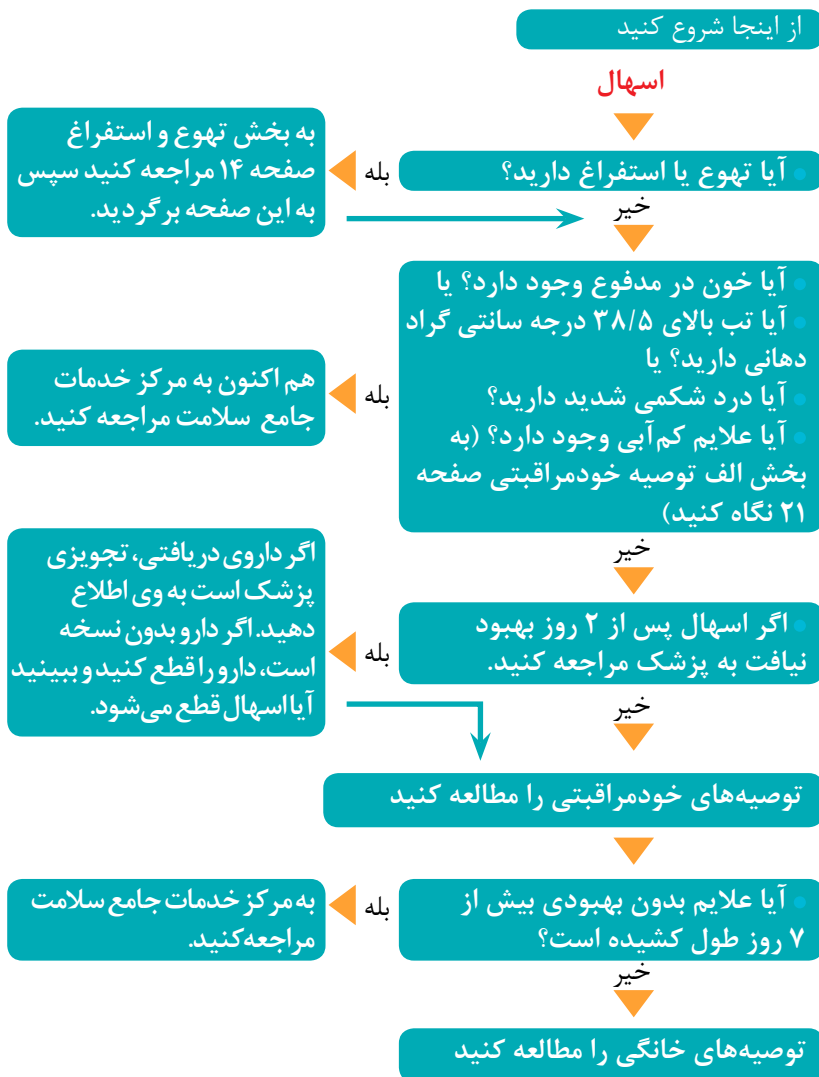 از اینجا شروع کنید
اسهال
آیا تهوع یا استفراغ دارید؟
بله
به بخش تهوع و استفراغ
صفحه ۱۴ مراجعه کنید سپس
به این صفحه برگردید.
خیر
آیا خون در مدفوع وجود دارد؟ یا
آیا تب بالای ۳۸/۵ درجه سانتی گراد
دهانی دارید؟ یا
آیا درد شکمی شدید دارید؟
آیا علایم کم‌آبی وجود دارد؟ (به
بخش الف توصیه خودمراقبتی صفحه
۲۱ نگاه کنید)
بله
هم اکنون به مرکز خدمات
جامع سلامت مراجعه کنید.
خیر
اگر اسهال پس از ۲ روز بهبود
نیافت به پزشک مراجعه کنید.
بله
اگر داروی دریافتی، تجویزی
پزشک است به وی اطلاع
دهید. اگر دارو بدون نسخه
است، دارو را قطع کنید و ببینید
آیا اسهال قطع می‌شود.
خیر
توصیه‌های خودمراقبتی را مطالعه کنید
آیا علایم بدون بهبودی بیش از
۷ روز طول کشیده است؟
بله
به مرکز خدمات جامع سلامت
مراجعه کنید.
خیر
توصیه‌های خانگی را مطالعه کنید